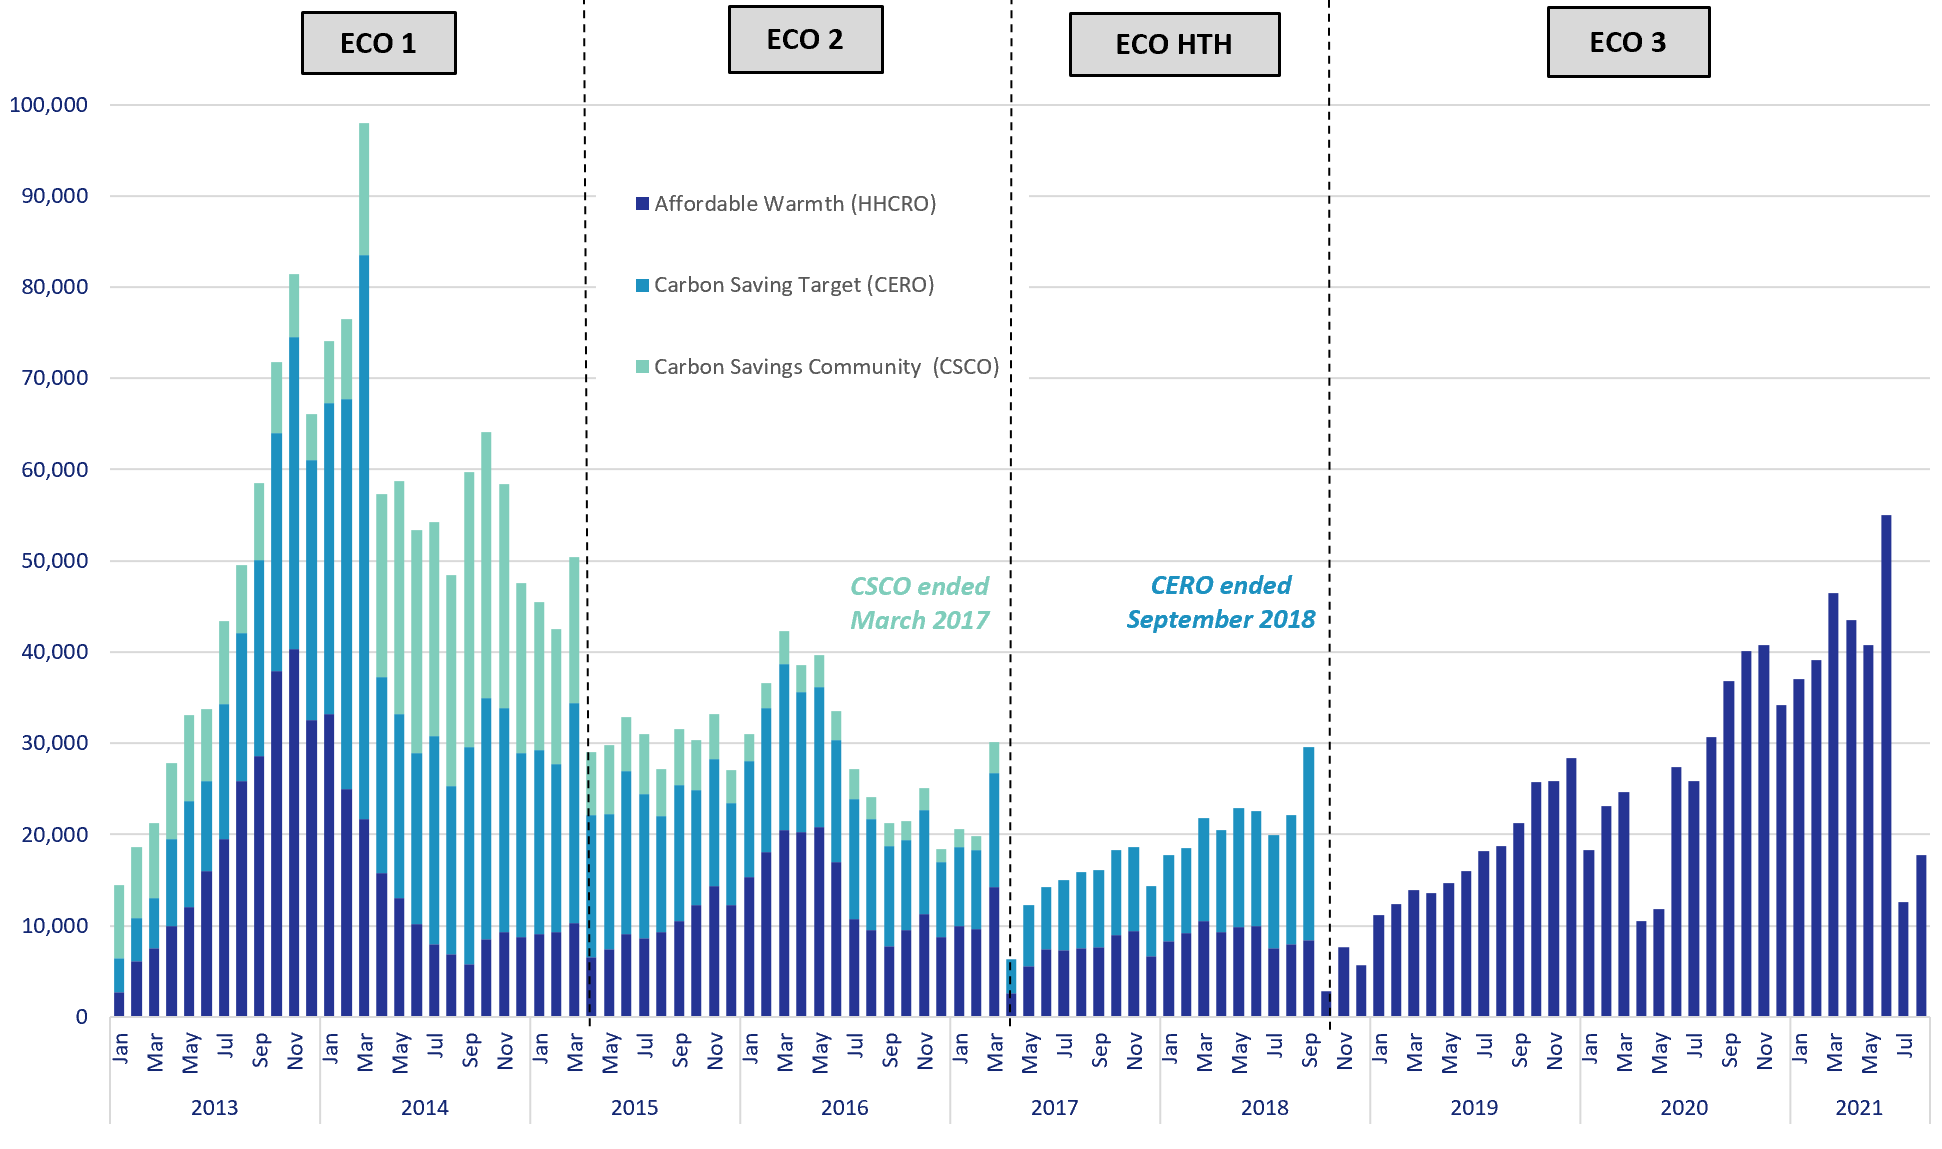 ECO 1
ECO 2
ECO HTH
ECO 3
100,000
90,000
80,000
70,000
60,000
50,000
40,000
30,000
20,000
10,000
0
Affordable Warmth (HHCRO)
Carbon Saving Target (CERO)
Carbon Savings Community (CSCO)
CSCO ended
March 2017
CERO ended
September 2018
Jan Mar May Jul Sep Nov Jan Mar May Jul Sep Nov Jan Mar May Jul Sep Nov Jan Mar May Jul Sep Nov Jan Mar May Jul Sep Nov Jan Mar May Jul Sep Nov Jan Mar May Jul Sep Nov Jan Mar May Jul Sep Nov Jan Mar May Jul
2013 2014 2015 2016 2017 2018 2019 2020 2021